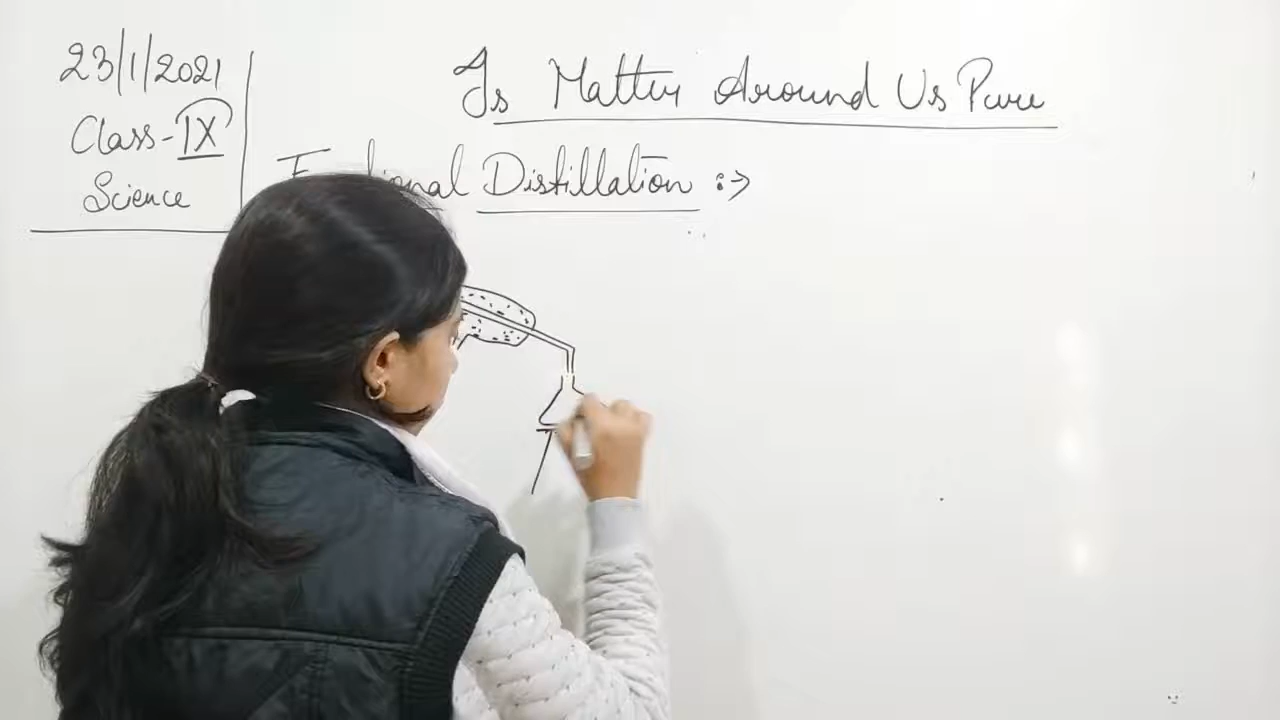 23/1/2021
Class-IX
Science
Is Matter Around Us Pure
Distillation :->